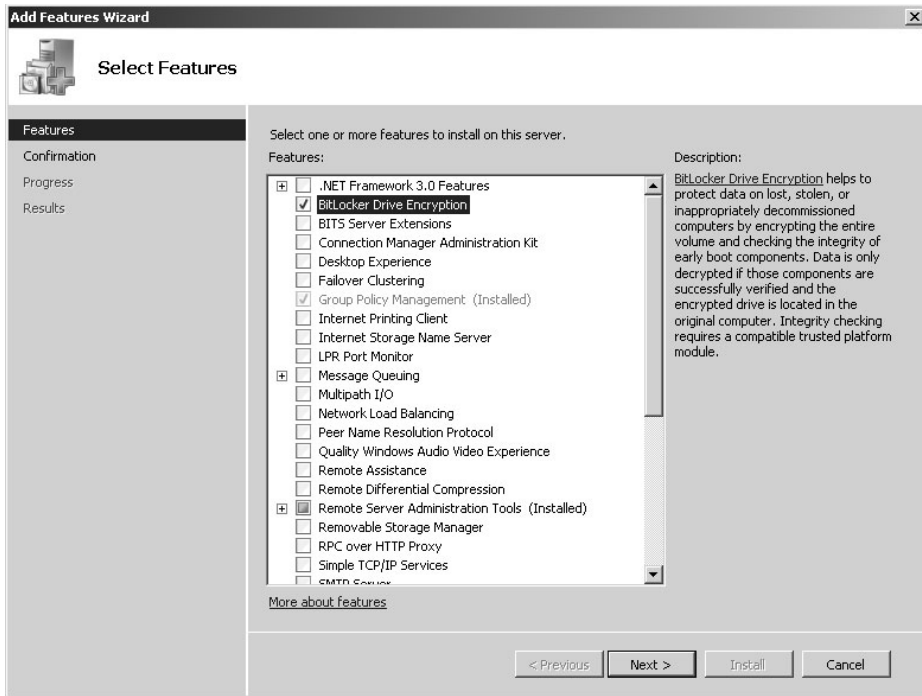 Add Features Wizard
Select Features
Features
Confirmation
Progress
Results
Select one or more features to install on this server.
Features:
.NET Framework 3.0 Features
BitLocker Drive Encryption
BITS Server Extensions
Connection Manager Administration Kit
Desktop Experience
Failover Clustering
Group Policy Management (Installed)
Internet Printing Client
Internet Storage Name Server
LPR Port Monitor
Message Queuing
Multipath I/O
Network Load Balancing
Peer Name Resolution Protocol
Quality Windows Audio Video Experience
Remote Assistance
Remote Differential Compression
Remote Server Administration Tools (Installed)
Removable Storage Manager
RPC over HTTP Proxy
Simple TCP/IP Services
SMTP Server
More about features
Description:
BitLocker Drive Encryption helps to
protect data on lost, stolen, or
inappropriately decommissioned
computers by encrypting the entire
volume and checking the integrity of
early boot components. Data is only
decrypted if those components are
successfully verified and the
encrypted drive is located in the
original computer. Integrity checking
requires a compatible trusted platform
module.
< Previous
Next >
Install
Cancel